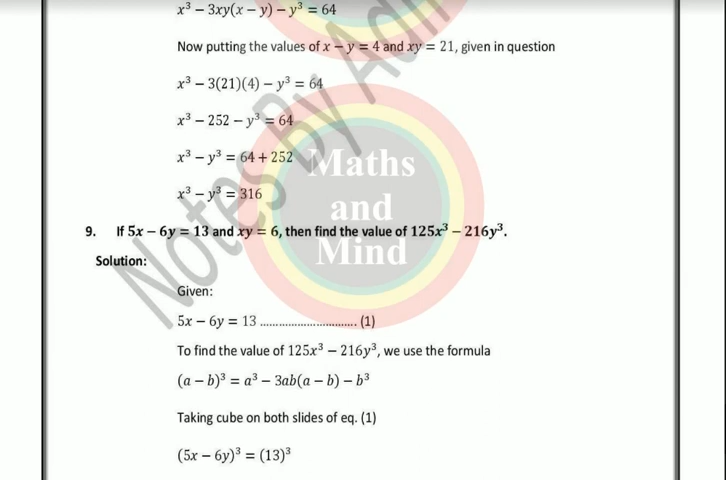 x³ − 3xy(x − y) − y³ = 64
Now putting the values of x − y = 4 and xy = 21, given in question
x³ − 3(21)(4) − y³ = 64
x³ − 252 − y³ = 64
x³ − y³ = 64 + 252
x³ − y³ = 316
Maths
and
Mind
Notes By Adil
9. If 5x − 6y = 13 and xy = 6, then find the value of 125x³ − 216y³.
Solution:
Given:
5x − 6y = 13 .............................. (1)
To find the value of 125x³ − 216y³, we use the formula
(a − b)³ = a³ − 3ab(a − b) − b³
Taking cube on both slides of eq. (1)
(5x − 6y)³ = (13)³